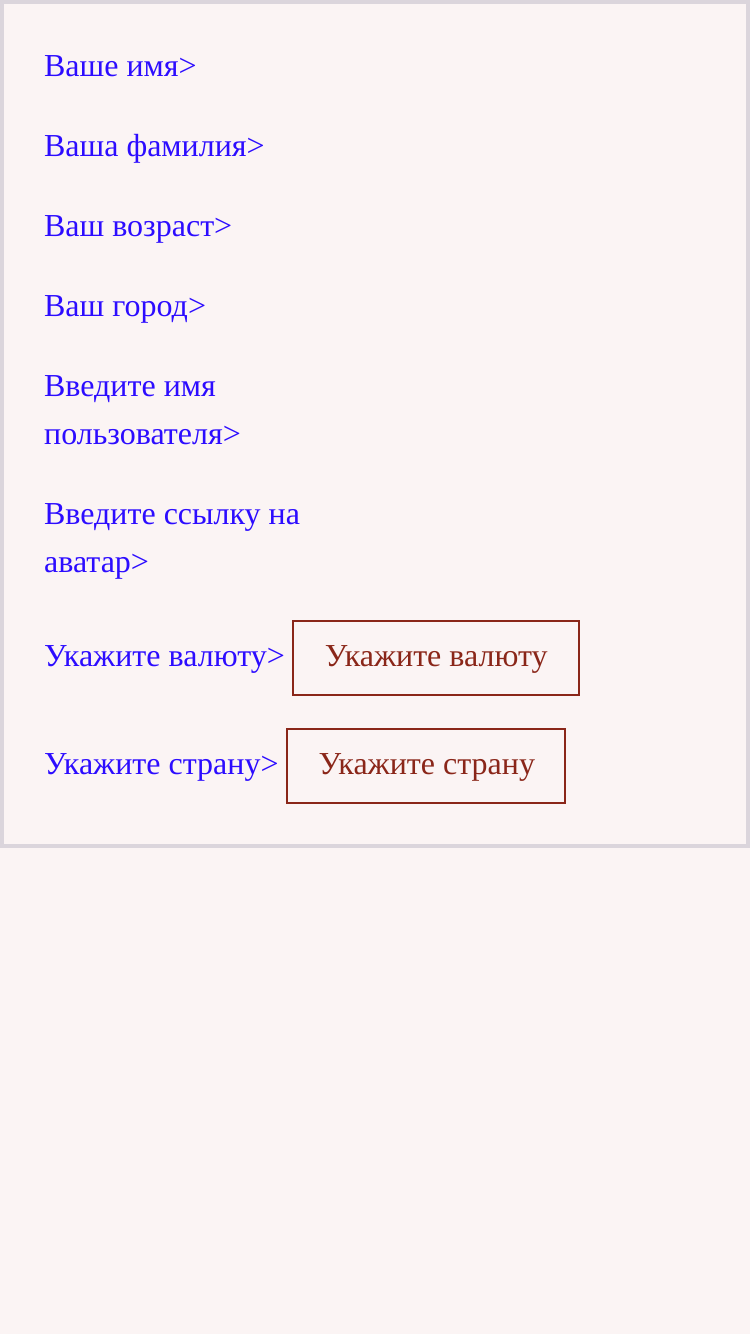 Ваше имя>
Ваша фамилия>
Ваш возраст>
Ваш город>
Введите имя
пользователя>
Введите ссылку на
аватар>
Укажите валюту> Укажите валюту
Укажите страну> Укажите страну